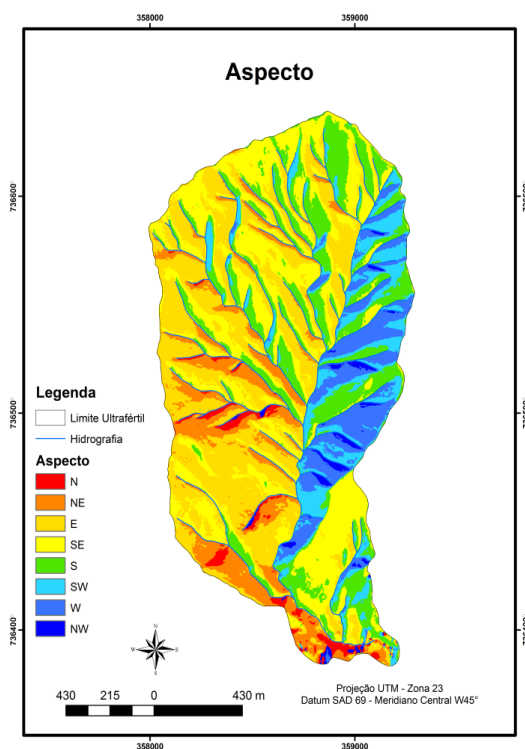 358000 359000
Aspecto
Legenda
Limite Ultrafértil
Hidrografia
Aspecto
N
NE
E
SE
S
SW
W
NW
N
W E
S
430 215 0 430 m
Projeção UTM - Zona 23
Datum SAD 69 - Meridiano Central W45°
358000 359000